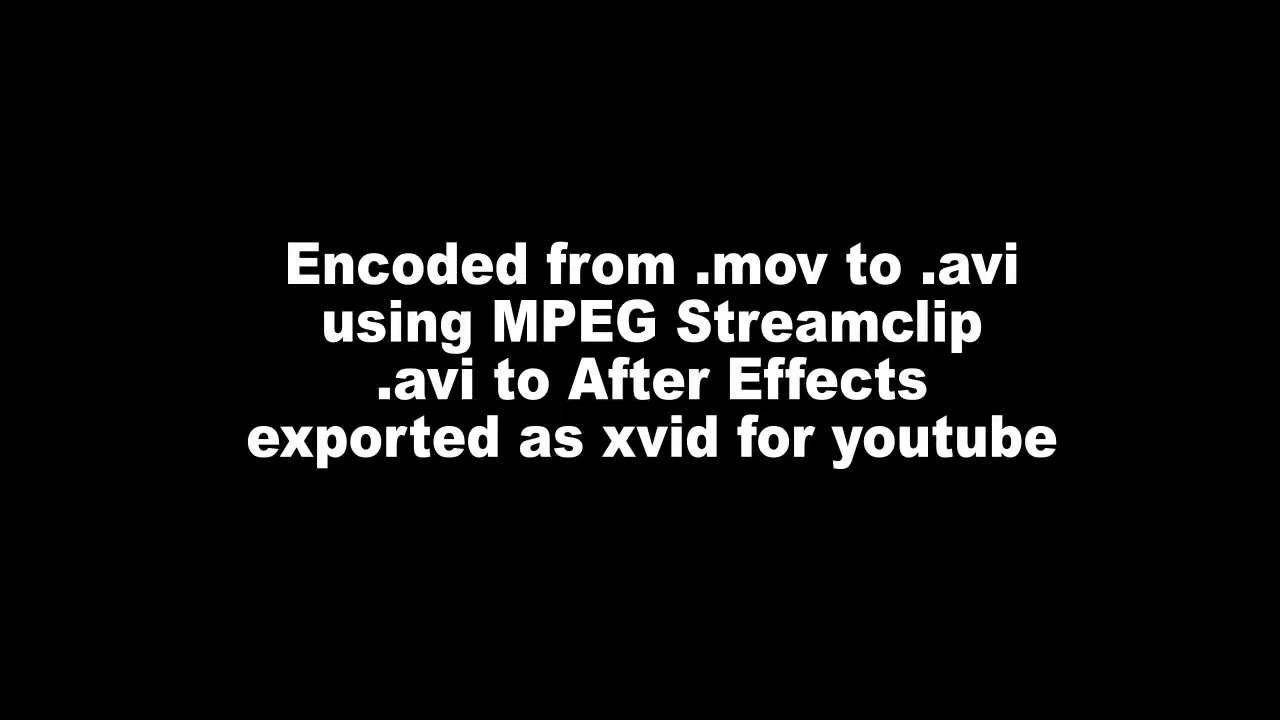 Encoded from .mov to .avi
using MPEG Streamclip
.avi to After Effects
exported as xvid for youtube